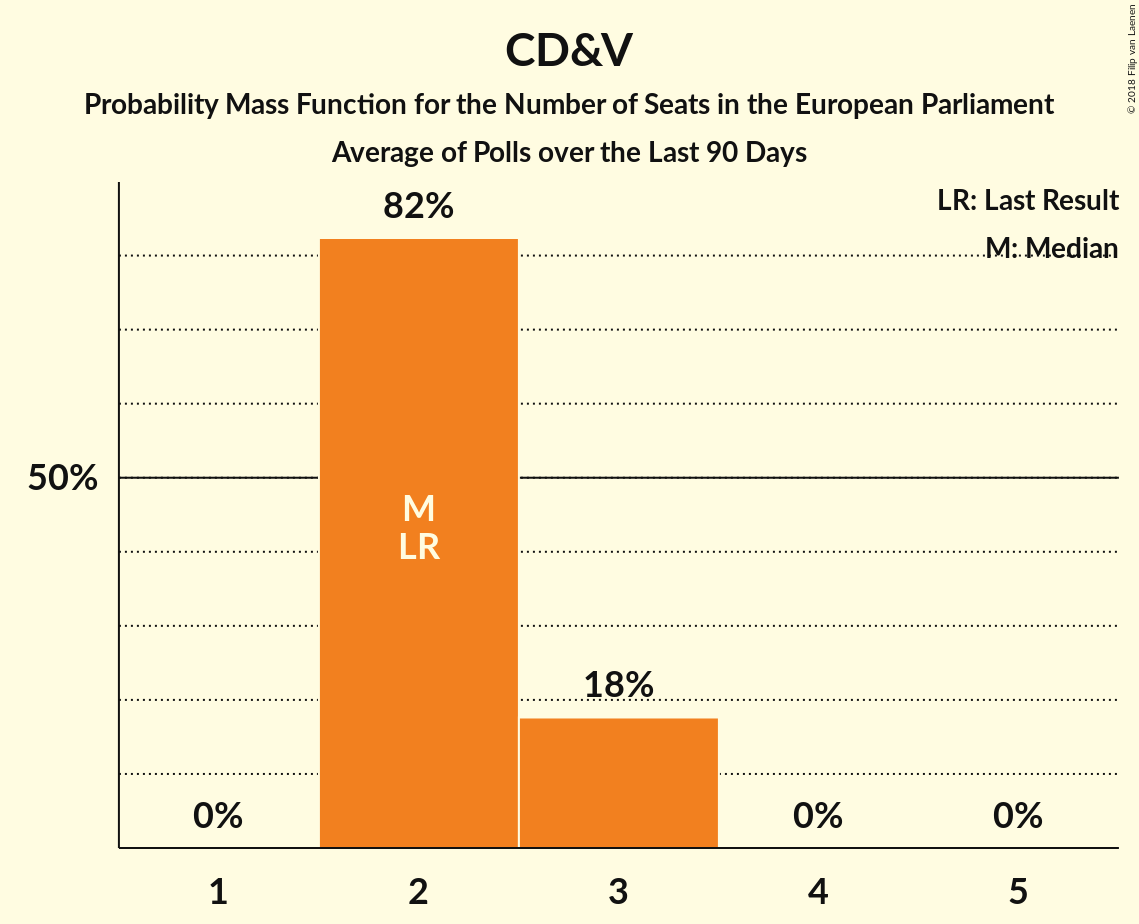 CD&V
Probability Mass Function for the Number of Seats in the European Parliament
Average of Polls over the Last 90 Days
© 2018 Filip van Laenen
LR: Last Result
M: Median
82%
50%
M
LR
18%
0%
0%
0%
1
2
3
4
5